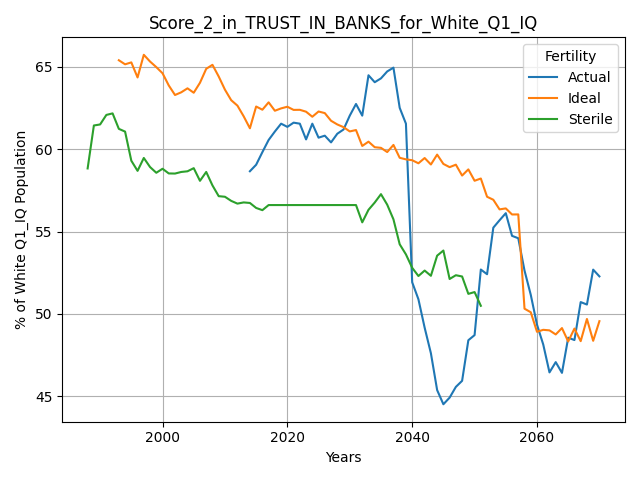 Score_2_in_TRUST_IN_BANKS_for_White_Q1_IQ
Fertility
Actual
Ideal
Sterile
% of White Q1_IQ Population
65
60
55
50
45
2000
2020
2040
2060
Years